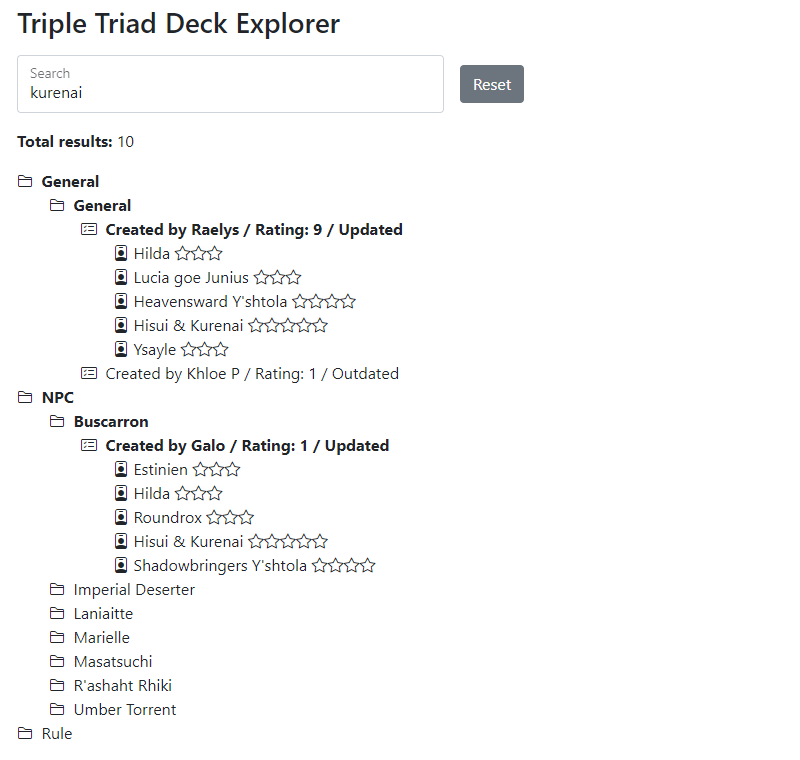 Triple Triad Deck Explorer
Search
kurenai
Reset
Total results: 10
General
General
Created by Raelys / Rating: 9 / Updated
Hilda ☆☆☆
Lucia goe Junius ☆☆☆
Heavensward Y'shtola ☆☆☆☆
Hisui & Kurenai ☆☆☆☆☆
Ysayle ☆☆☆
Created by Khloe P / Rating: 1 / Outdated
NPC
Buscarron
Created by Galo / Rating: 1 / Updated
Estinien ☆☆☆
Hilda ☆☆☆
Roundrox ☆☆☆
Hisui & Kurenai ☆☆☆☆☆
Shadowbringers Y'shtola ☆☆☆☆
Imperial Deserter
Laniaitte
Marielle
Masatsuchi
R'ashaht Rhiki
Umber Torrent
Rule